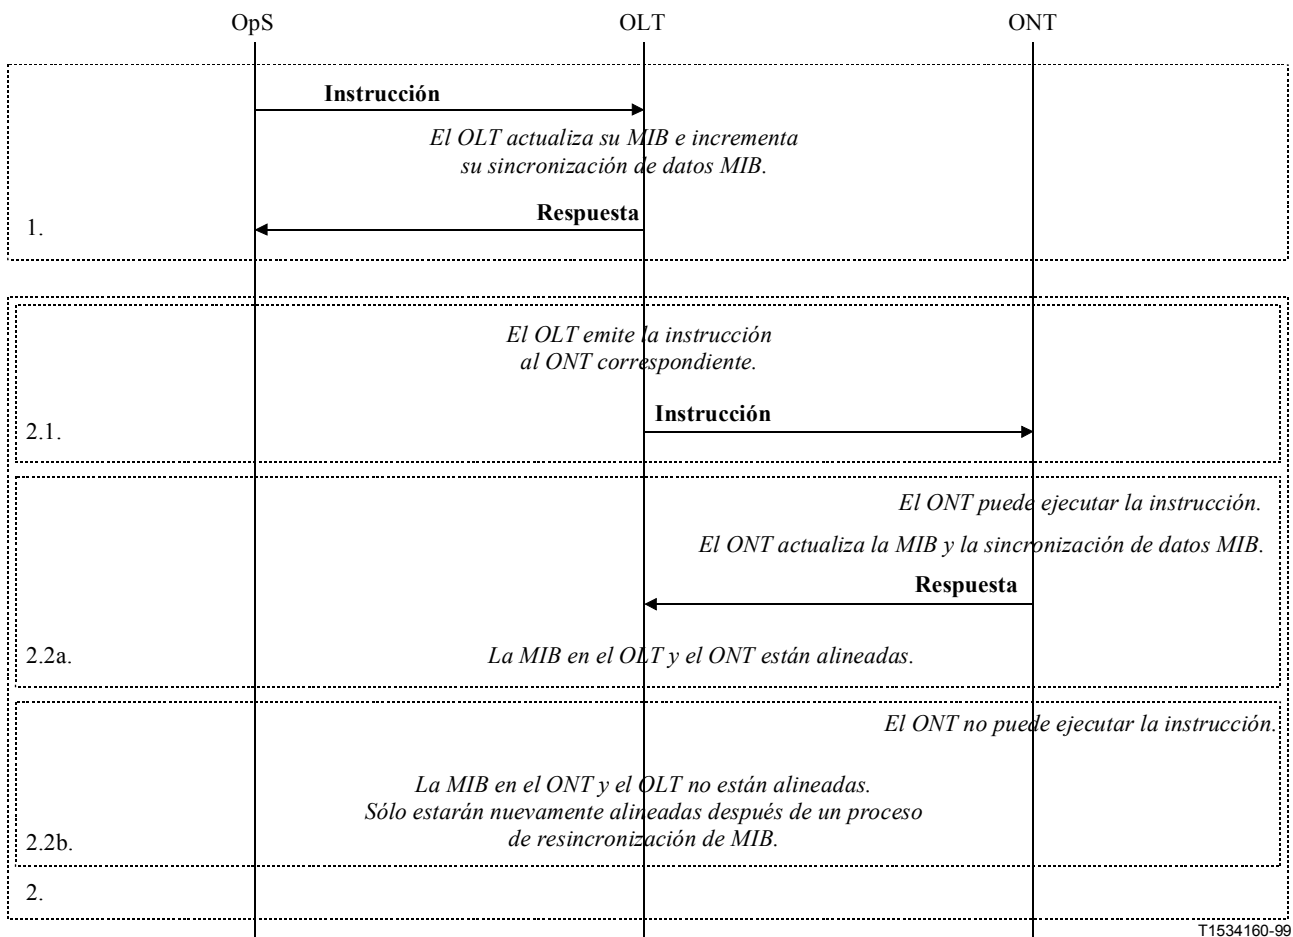 OpS OLT ONT
Instrucción
El OLT actualiza su MIB e incrementa
su sincronización de datos MIB.
Respuesta
1.
El OLT emite la instrucción
al ONT correspondiente.
Instrucción
2.1.
El ONT puede ejecutar la instrucción.
El ONT actualiza la MIB y la sincronización de datos MIB.
Respuesta
2.2a. La MIB en el OLT y el ONT están alineadas.
El ONT no puede ejecutar la instrucción.
La MIB en el ONT y el OLT no están alineadas.
Sólo estarán nuevamente alineadas después de un proceso
de resincronización de MIB.
2.2b.
2.
T1534160-99